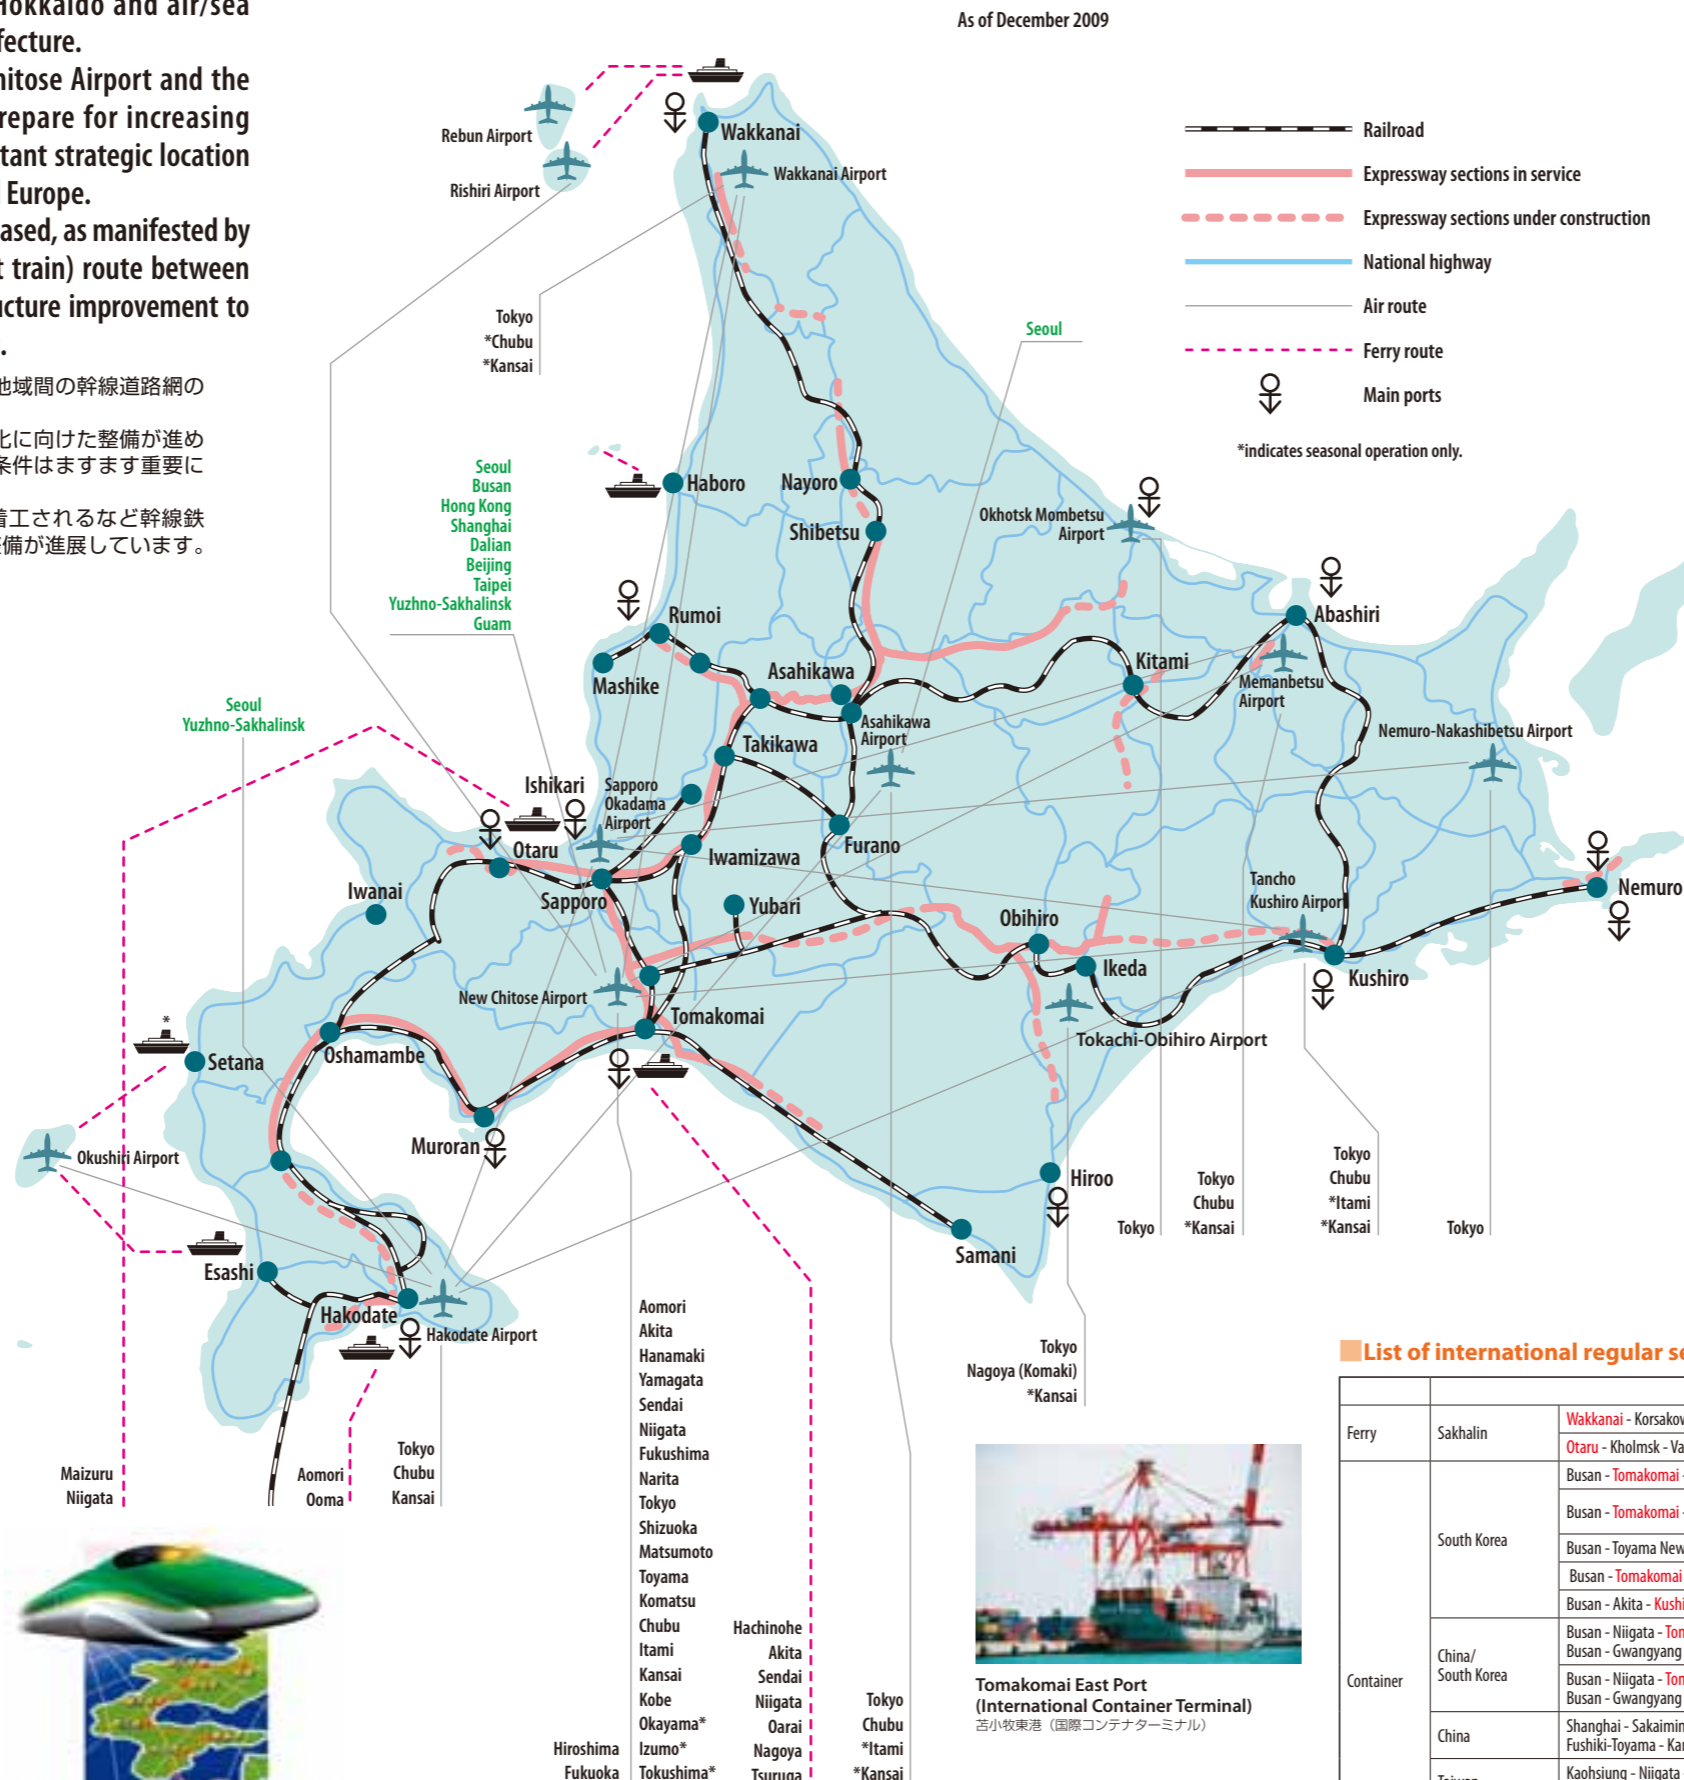 Hokkaido and air/sea
fecture.
hitose Airport and the
repare for increasing
tant strategic location
Europe.
ased, as manifested by
t train) route between
ucture improvement to
地域間の幹線道路網の
化に向けた整備が進め
条件はますます重要に
着工されるなど幹線鉄
整備が進展しています。
As of December 2009
Railroad
Expressway sections in service
Expressway sections under construction
National highway
Air route
Ferry route
Main ports
*indicates seasonal operation only.
Rebun Airport
Rishiri Airport
Wakkanai
Wakkanai Airport
Tokyo
*Chubu
*Kansai
Seoul
Seoul
Busan
Hong Kong
Shanghai
Dalian
Beijing
Taipei
Yuzhno-Sakhalinsk
Guam
Haboro
Nayoro
Shibetsu
Okhotsk Mombetsu
Airport
Abashiri
Rumoi
Mashike
Asahikawa
Asahikawa
Airport
Kitami
Memanbetsu
Airport
Nemuro-Nakashibetsu Airport
Seoul
Yuzhno-Sakhalinsk
Takikawa
Ishikari
Sapporo
Okadama
Airport
Otaru
Iwamizawa
Furano
Iwanai
Sapporo
Yubari
Obihiro
Tancho
Kushiro Airport
Nemuro
Ikeda
Kushiro
New Chitose Airport
Tomakomai
Tokachi-Obihiro Airport
*
Setana
Oshamambe
Muroran
Okushiri Airport
Hiroo
Samani
Esashi
Hakodate
Hakodate Airport
Tokyo
Tokyo
Chubu
*Kansai
Tokyo
Chubu
*Itami
*Kansai
Tokyo
Tokyo
Nagoya (Komaki)
*Kansai
Maizuru
Niigata
Aomori
Ooma
Tokyo
Chubu
Kansai
Hiroshima
Fukuoka
Aomori
Akita
Hanamaki
Yamagata
Sendai
Niigata
Fukushima
Narita
Tokyo
Shizuoka
Matsumoto
Toyama
Komatsu
Chubu
Itami
Kansai
Kobe
Okayama*
Izumo*
Tokushima*
Hachinohe
Akita
Sendai
Niigata
Oarai
Nagoya
Tsuruga
Tokyo
Chubu
*Itami
*Kansai
Tomakomai East Port
(International Container Terminal)
苫小牧東港（国際コンテナターミナル）
List of international regular se
Ferry
Sakhalin
Wakkanai - Korsakov
Otaru - Kholmsk - Va
Container
South Korea
Busan - Tomakomai -
Busan - Tomakomai -
Busan - Toyama New
Busan - Tomakomai
Busan - Akita - Kushi
China/
South Korea
Busan - Niigata - Tom
Busan - Gwangyang
Busan - Niigata - Tom
Busan - Gwangyang
China
Shanghai - Sakaimin
Fushiki-Toyama - Kan
Taiwan
Kaohsiung - Niigata -